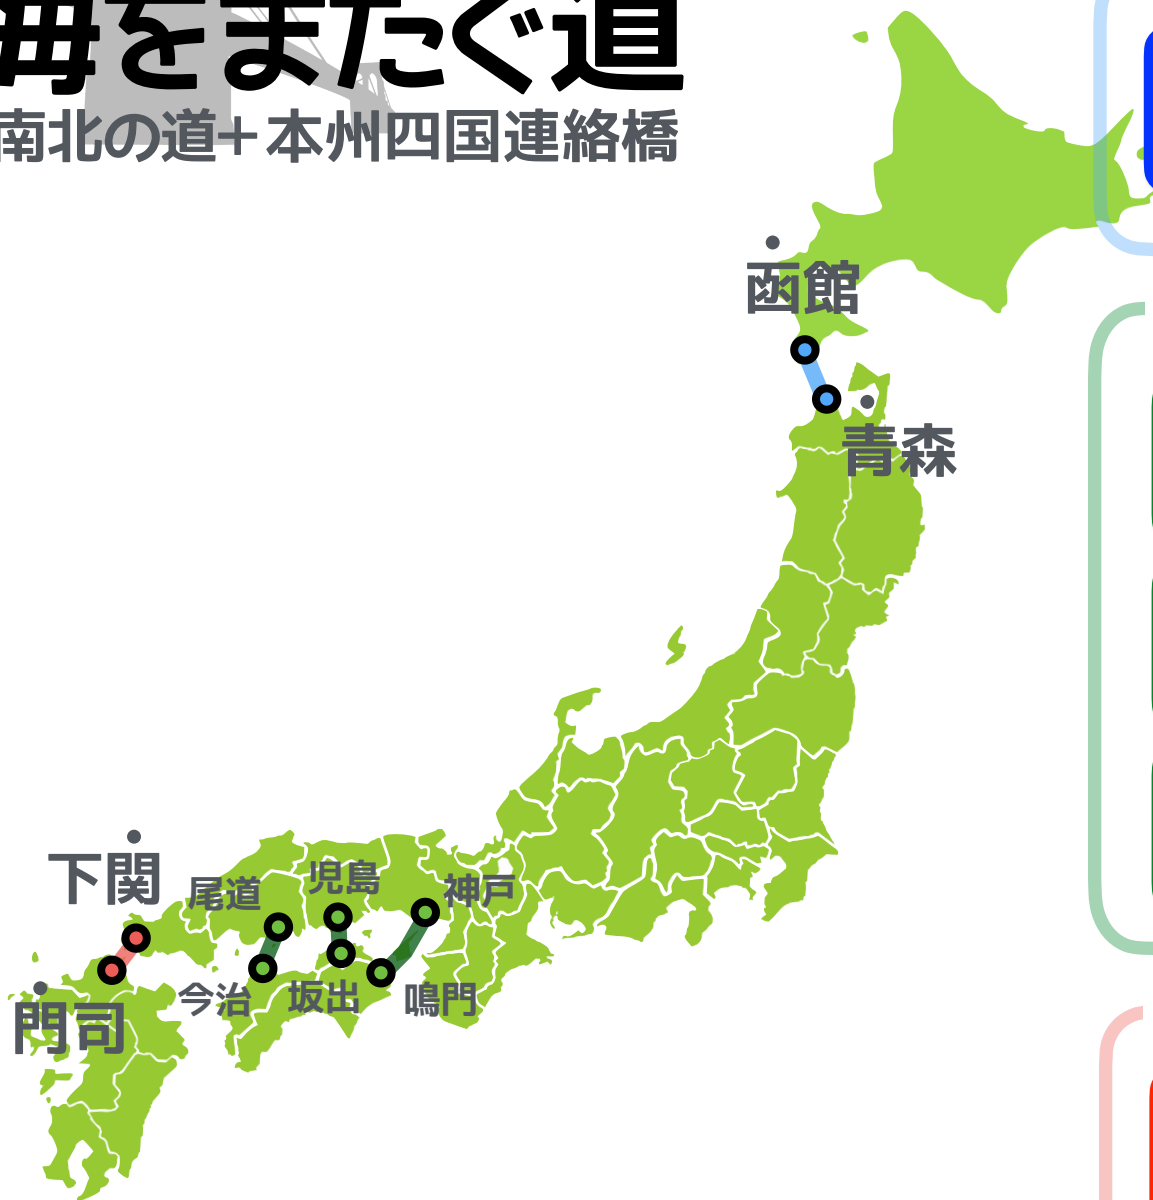 海をまたぐ道
南北の道+本州四国連絡橋
函館
青森
下関
尾道
児島
神戸
門司
今治
坂出
鳴門